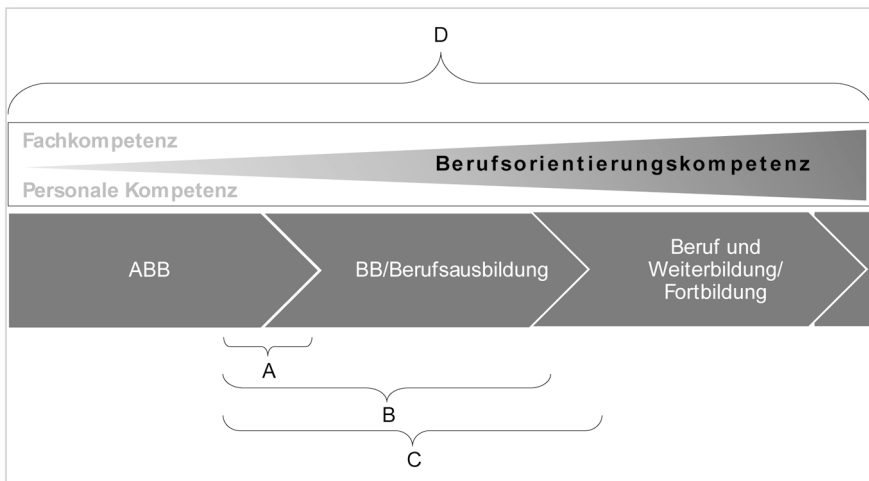 D
Fachkompetenz
Berufsorientierungskompetenz
Personale Kompetenz
ABB
BB/Berufsausbildung
Beruf und
Weiterbildung/
Fortbildung
A
B
C